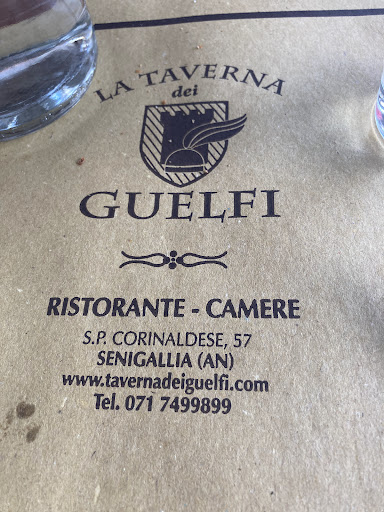 LA TAVERNA
dei
GUELFI
RISTORANTE - CAMERE
S.P. CORINALDESE, 57
SENIGALLIA (AN)
www.tavernadeiguelfi.com
Tel. 071 7499899